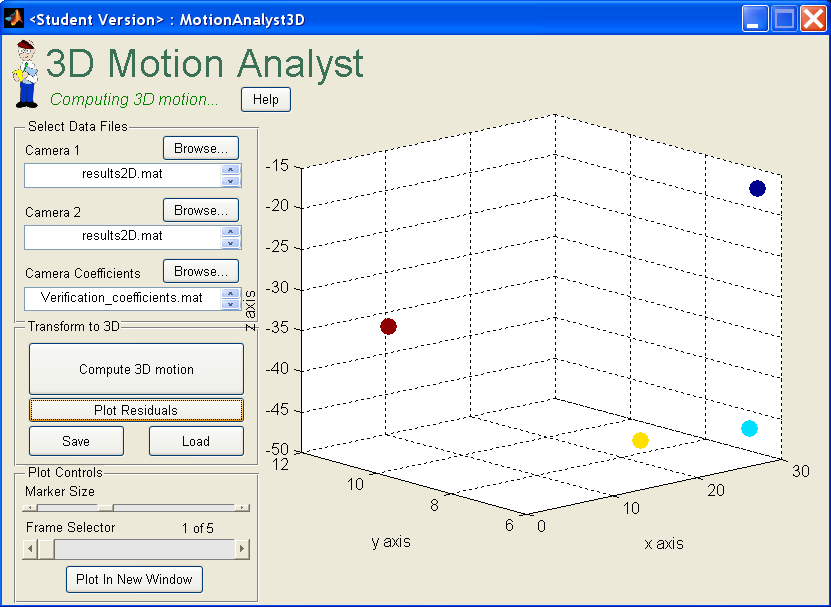 <Student Version> : MotionAnalyst3D
3D Motion Analyst
Computing 3D motion...
Help
Select Data Files
Camera 1
Browse...
results2D.mat
Camera 2
Browse...
results2D.mat
Camera Coefficients
Browse...
Verification_coefficients.mat
Transform to 3D
Compute 3D motion
Plot Residuals
Save
Load
Plot Controls
Marker Size
Frame Selector
1 of 5
Plot In New Window
-15
-20
-25
-30
-35
-40
-45
-50
z axis
12
10
8
6
y axis
0
10
20
30
x axis